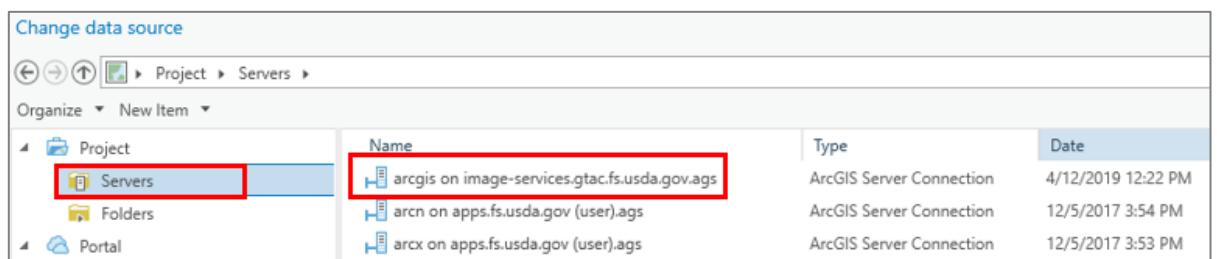 Change data source
Project Servers
Organize New Item
Project
Servers
Folders
Portal
Name Type Date
arcgis on image-services.gtac.fs.usda.gov.ags ArcGIS Server Connection 4/12/2019 12:22 PM
arcn on apps.fs.usda.gov (user).ags ArcGIS Server Connection 12/5/2017 3:54 PM
arcx on apps.fs.usda.gov (user).ags ArcGIS Server Connection 12/5/2017 3:53 PM